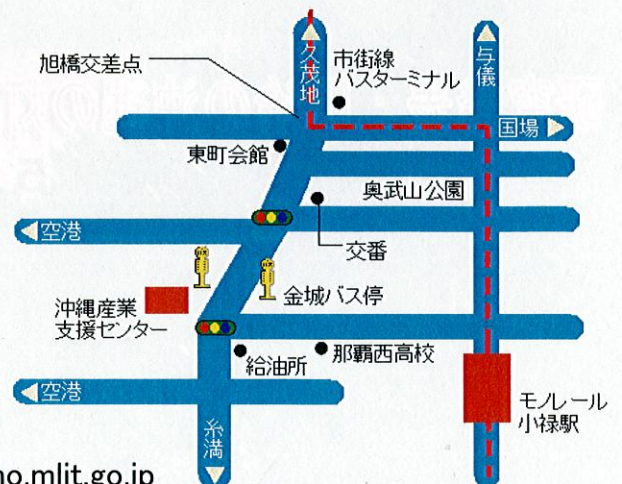 久茂地
与儀
旭橋交差点
市街線
バスターミナル
国場
東町会館
奥武山公園
空港
交番
金城バス停
沖縄産業
支援センター
給油所
那覇西高校
空港
モノレール
小禄駅
糸満
no.mlit.go.jp